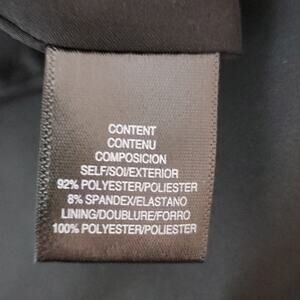 CONTENT
CONTENU
COMPOSICION
SELF/SOI/EXTERIOR
92% POLYESTER/POLIESTER
8% SPANDEX/ELASTANO
LINING/DOUBLURE/FORRO
100% POLYESTER/POLIESTER